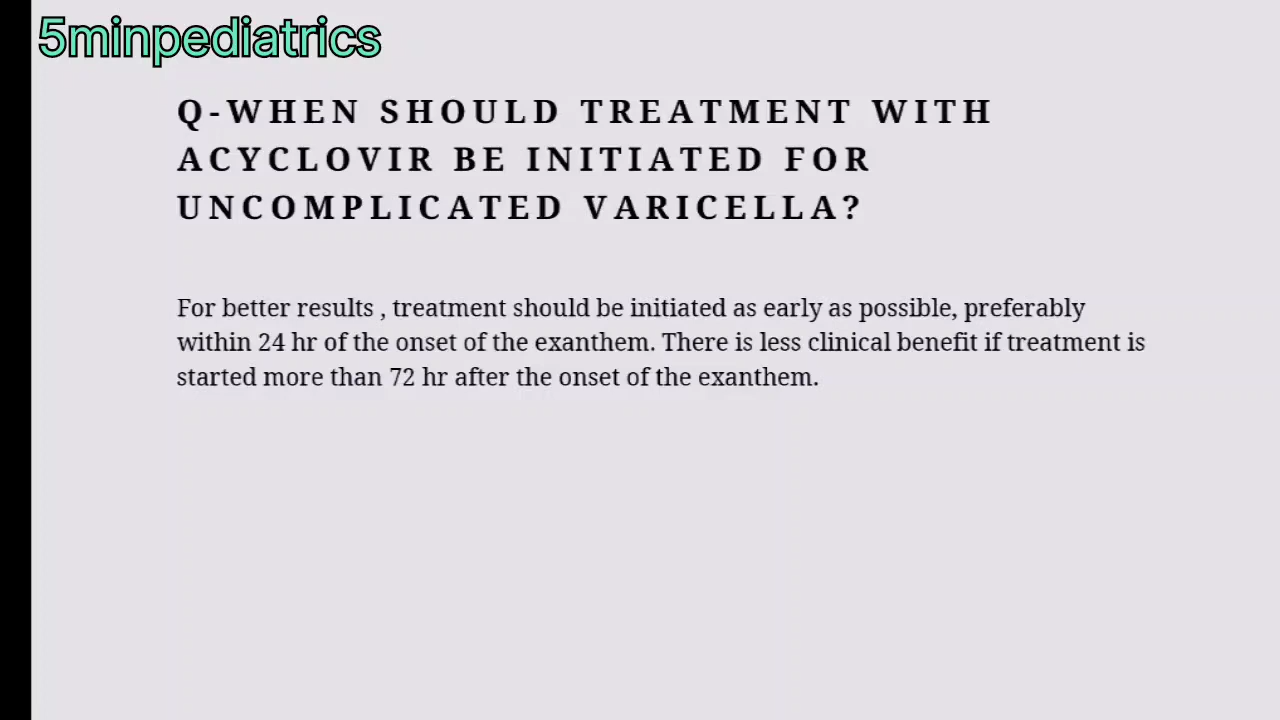 5minpediatrics
Q-WHEN SHOULD TREATMENT WITH
ACYCLOVIR BE INITIATED FOR
UNCOMPLICATED VARICELLA?
For better results , treatment should be initiated as early as possible, preferably
within 24 hr of the onset of the exanthem. There is less clinical benefit if treatment is
started more than 72 hr after the onset of the exanthem.